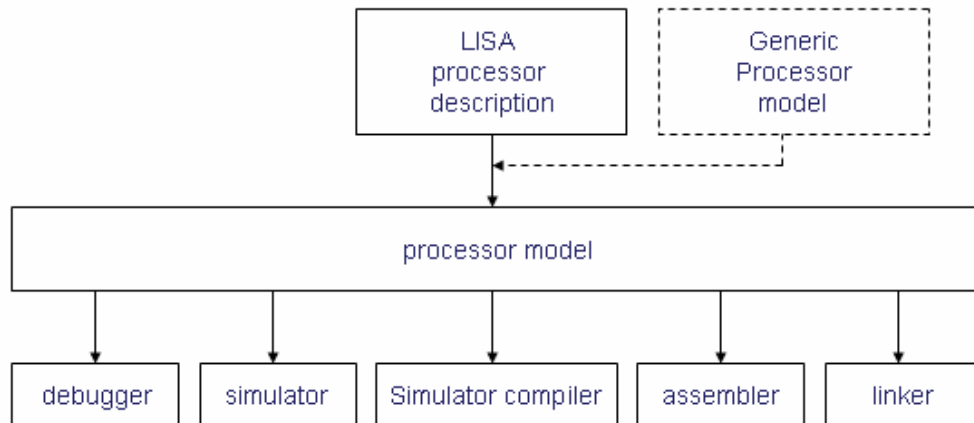 LISA
processor
description
Generic
Processor
model
processor model
debugger
simulator
Simulator compiler
assembler
linker